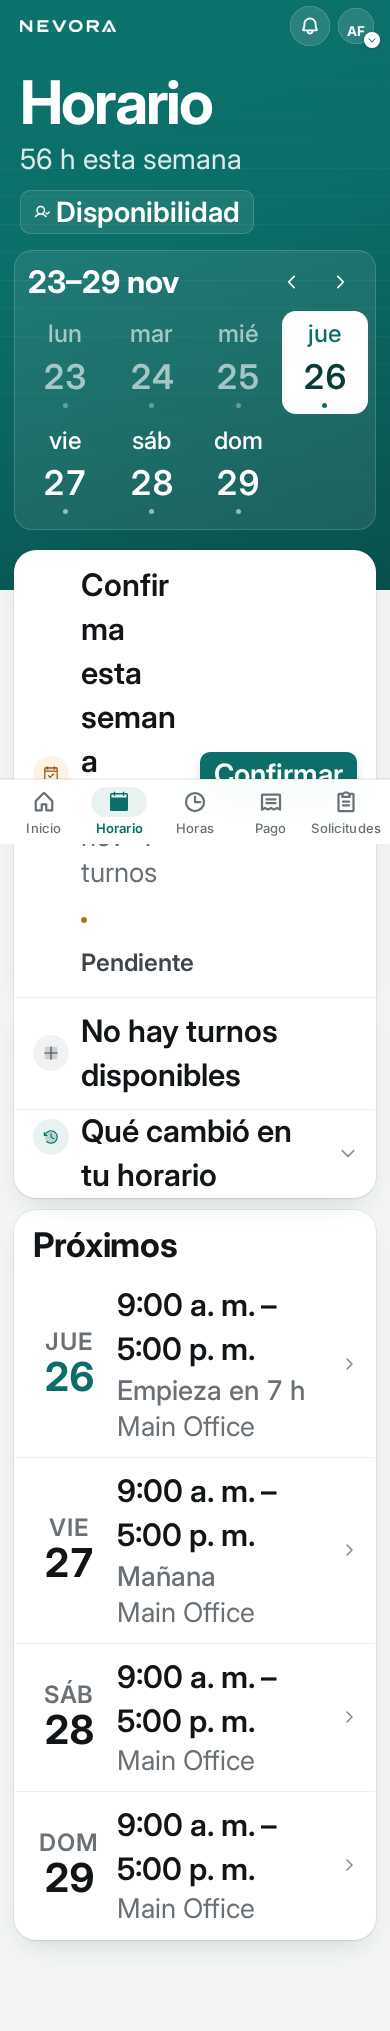 NEVORA
AF
Horario
56 h esta semana
Disponibilidad
23–29 nov
lun mar mié jue
23 24 25 26
vie sáb dom
27 28 29
Confir
ma
esta
seman
a
Confirmar
Inicio Horario Horas Pago Solicitudes
turnos
Pendiente
No hay turnos
disponibles
Qué cambió en
tu horario
Próximos
JUE
26
9:00 a. m. –
5:00 p. m.
Empieza en 7 h
Main Office
VIE
27
9:00 a. m. –
5:00 p. m.
Mañana
Main Office
SÁB
28
9:00 a. m. –
5:00 p. m.
Main Office
DOM
29
9:00 a. m. –
5:00 p. m.
Main Office